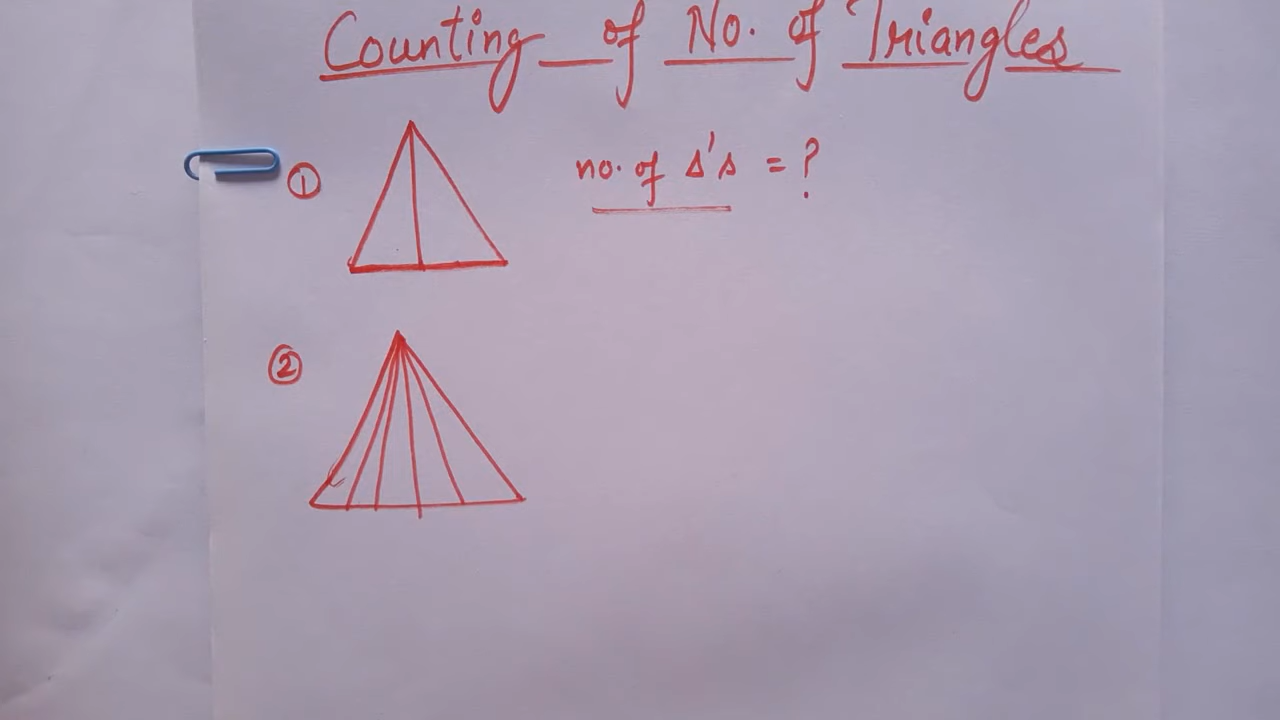 Counting of No. of Triangles
① no. of Δ's = ?
②